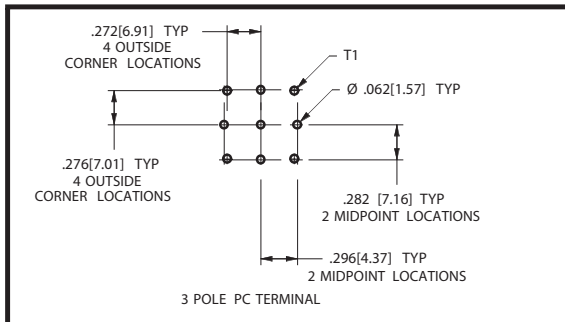 .272[6.91] TYP
4 OUTSIDE
CORNER LOCATIONS
T1
Ø .062[1.57] TYP
.276[7.01] TYP
4 OUTSIDE
CORNER LOCATIONS
.282 [7.16] TYP
2 MIDPOINT LOCATIONS
.296[4.37] TYP
2 MIDPOINT LOCATIONS
3 POLE PC TERMINAL